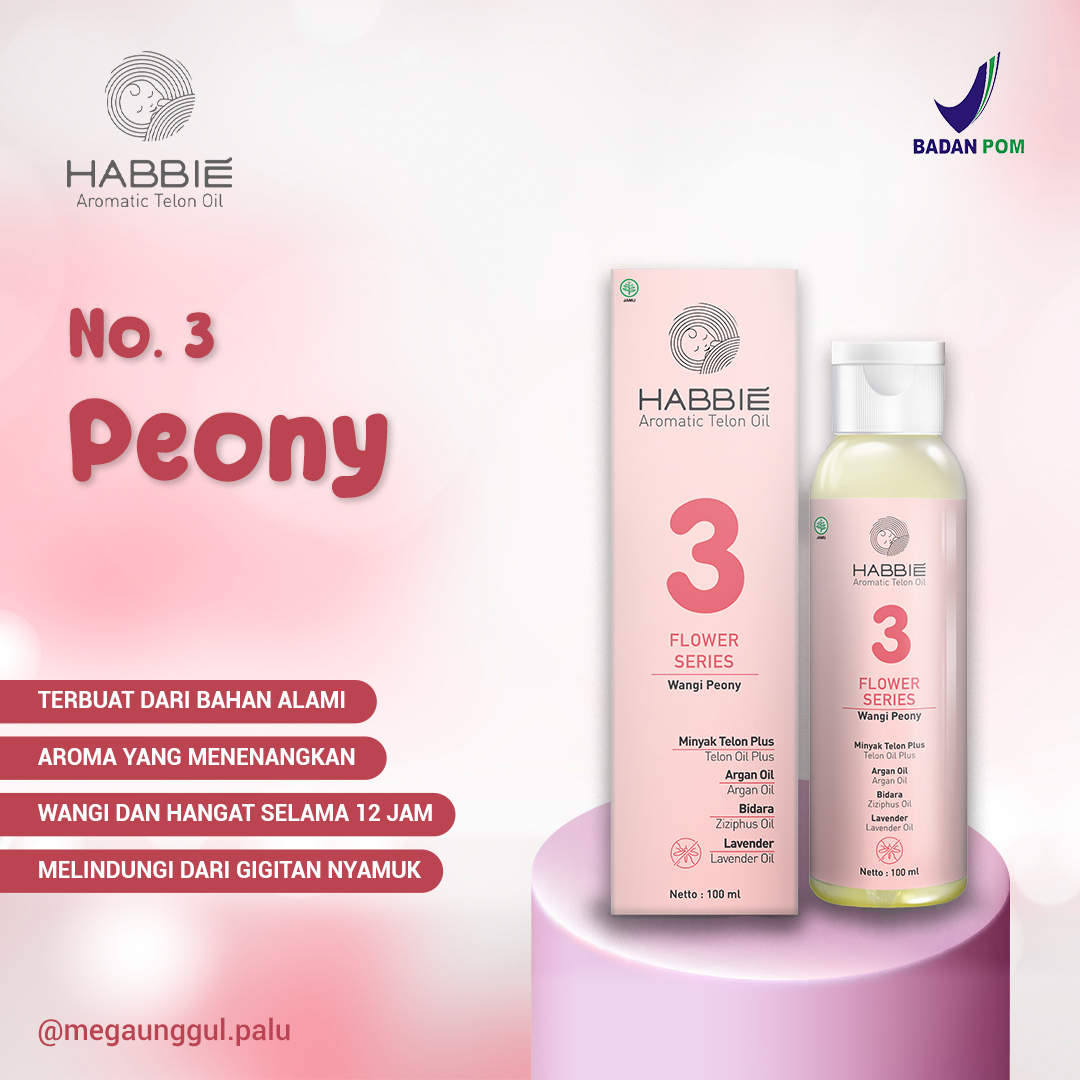 HABBIÉ
Aromatic Telon Oil
BADAN POM
No. 3
Peony
TERBUAT DARI BAHAN ALAMI
AROMA YANG MENENANGKAN
WANGI DAN HANGAT SELAMA 12 JAM
MELINDUNGI DARI GIGITAN NYAMUK
@megaunggul.palu
JAMU
HABBIÉ
Aromatic Telon Oil
3
FLOWER
SERIES
Wangi Peony
Minyak Telon Plus
Telon Oil Plus
Argan Oil
Argan Oil
Bidara
Ziziphus Oil
Lavender
Lavender Oil
Netto : 100 ml
JAMU
HABBIÉ
Aromatic Telon Oil
3
FLOWER
SERIES
Wangi Peony
Minyak Telon Plus
Telon Oil Plus
Argan Oil
Argan Oil
Bidara
Ziziphus Oil
Lavender
Lavender Oil
Netto : 100 ml